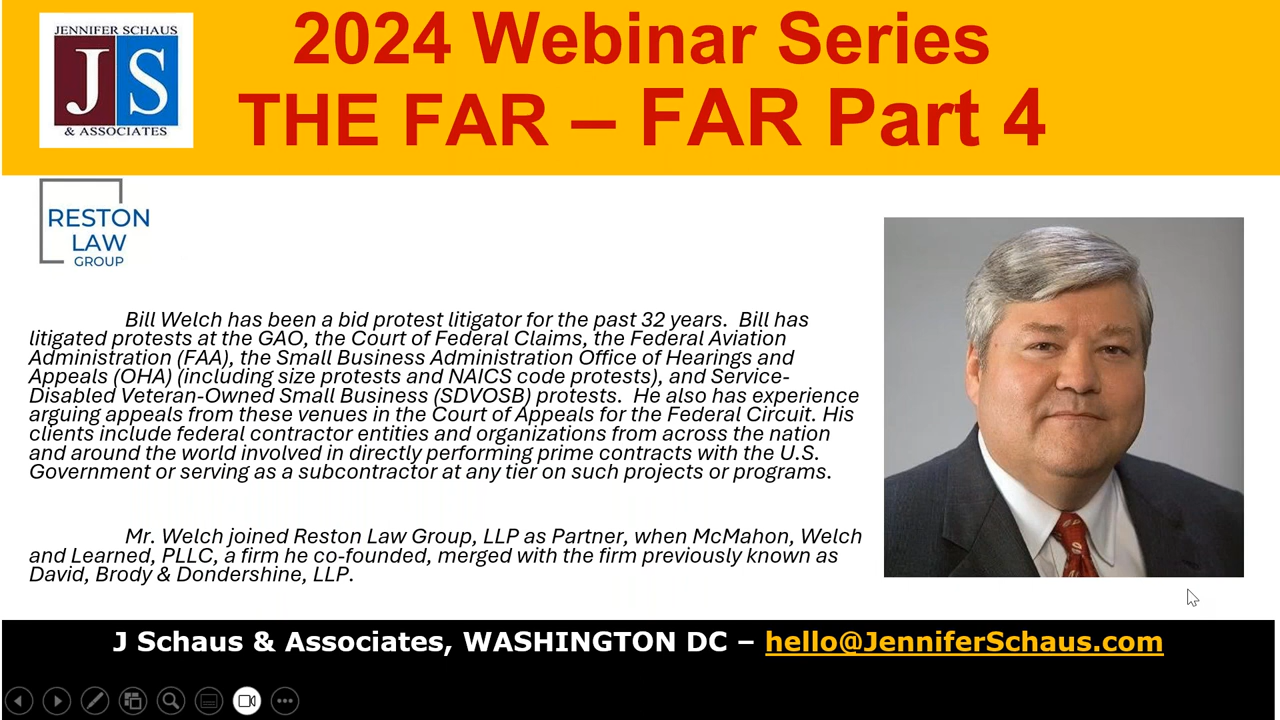 JENNIFER SCHAUS
JS
& ASSOCIATES
2024 Webinar Series
THE FAR – FAR Part 4
RESTON
LAW
GROUP
Bill Welch has been a bid protest litigator for the past 32 years.  Bill has
litigated protests at the GAO, the Court of Federal Claims, the Federal Aviation
Administration (FAA), the Small Business Administration Office of Hearings and
Appeals (OHA) (including size protests and NAICS code protests), and Service-
Disabled Veteran-Owned Small Business (SDVOSB) protests.  He also has experience
arguing appeals from these venues in the Court of Appeals for the Federal Circuit. His
clients include federal contractor entities and organizations from across the nation
and around the world involved in directly performing prime contracts with the U.S.
Government or serving as a subcontractor at any tier on such projects or programs.
Mr. Welch joined Reston Law Group, LLP as Partner, when McMahon, Welch
and Learned, PLLC, a firm he co-founded, merged with the firm previously known as
David, Brody & Dondershine, LLP.
J Schaus & Associates, WASHINGTON DC – hello@JenniferSchaus.com